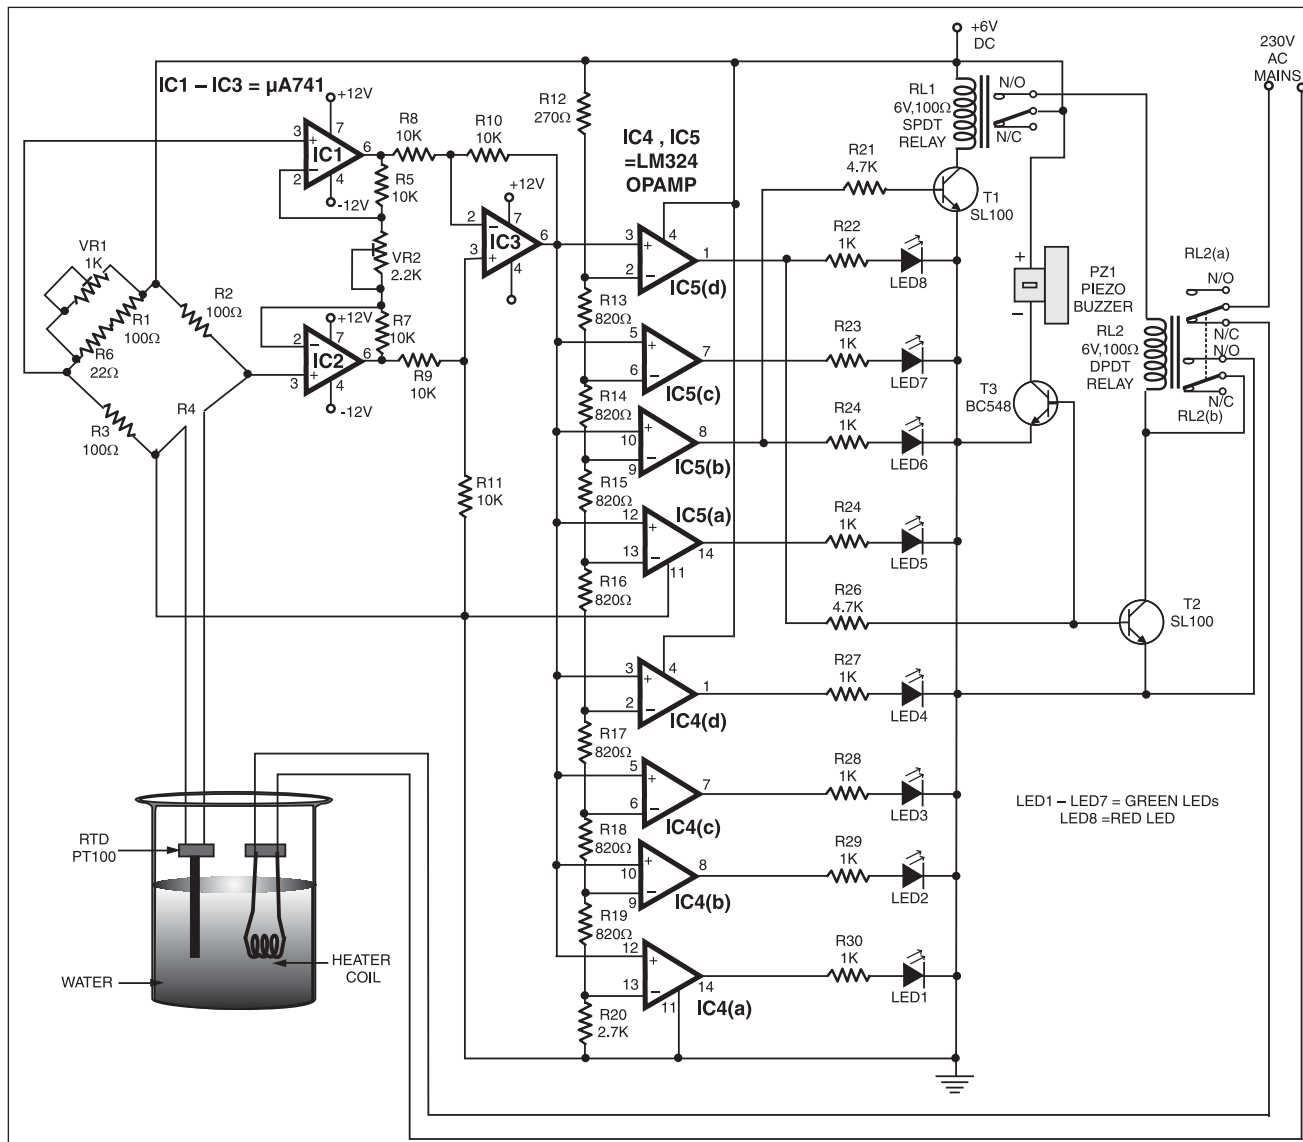 +6V
DC
230V
AC
MAINS
IC1 – IC3 = µA741
+12V
3
+
7
IC1
6
−
2
4
-12V
R8
10K
R10
10K
R5
10K
R12
270Ω
IC4 , IC5
=LM324
OPAMP
RL1
6V,100Ω
SPDT
RELAY
N/O
N/C
R21
4.7K
T1
SL100
+12V
2
−
7
IC3
6
3
+
4
VR1
1K
R1
100Ω
R6
22Ω
R2
100Ω
R3
100Ω
R4
VR2
2.2K
+12V
2
−
7
IC2
6
3
+
4
-12V
R7
10K
R9
10K
R11
10K
3
+
4
1
2
−
IC5(d)
R22
1K
LED8
R13
820Ω
5
+
7
6
−
IC5(c)
R23
1K
LED7
R14
820Ω
10
+
8
9
−
IC5(b)
R24
1K
LED6
R15
820Ω
IC5(a)
12
+
14
13
−
11
R24
1K
LED5
R16
820Ω
+
PZ1
PIEZO
BUZZER
−
RL2(a)
N/O
N/C
N/O
N/C
RL2(b)
RL2
6V,100Ω
DPDT
RELAY
T3
BC548
R26
4.7K
T2
SL100
3
+
4
1
2
−
IC4(d)
R27
1K
LED4
R17
820Ω
5
+
7
6
−
IC4(c)
R28
1K
LED3
R18
820Ω
10
+
8
9
−
IC4(b)
R29
1K
LED2
R19
820Ω
12
+
14
13
−
11
IC4(a)
R30
1K
LED1
R20
2.7K
LED1 – LED7 = GREEN LEDs
LED8 =RED LED
RTD
PT100
WATER
HEATER
COIL